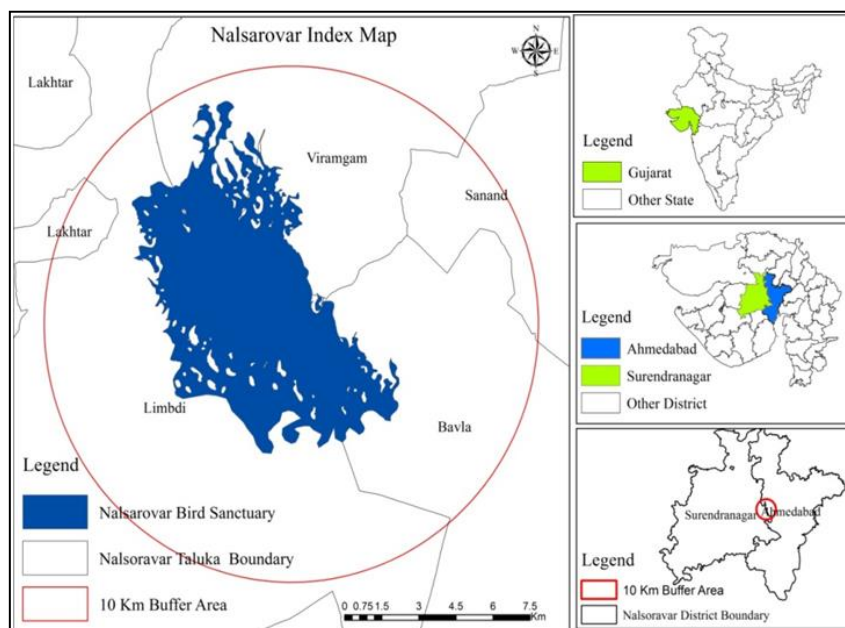 Nalsarovar Index Map
N
W E
S
Lakhtar
Viramgam
Sanand
Lakhtar
Limbdi
Bavla
Legend
Nalsarovar Bird Sanctuary
Nalsoravar Taluka Boundary
10 Km Buffer Area
0 0.75 1.5 3 4.5 6 7.5
Km
Legend
Gujarat
Other State
Legend
Ahmedabad
Surendranagar
Other District
Surendranagar Ahmedabad
Legend
10 Km Buffer Area
Nalsoravar District Boundary